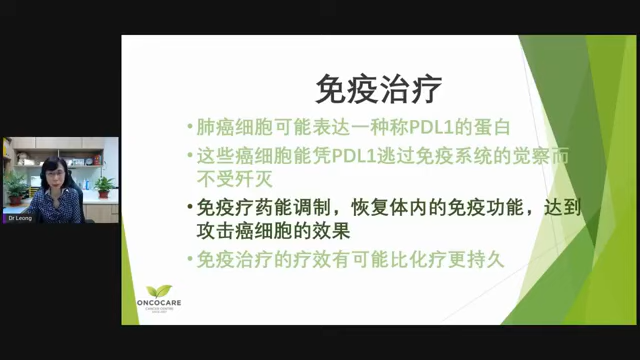 免疫治疗
•肺癌细胞可能表达一种称PDL1的蛋白
•这些癌细胞能凭PDL1逃过免疫系统的觉察而
不受歼灭
•免疫疗药能调制，恢复体内的免疫功能，达到
攻击癌细胞的效果
•免疫治疗的疗效有可能比化疗更持久
Dr Leong
ONCOCARE
CANCER CENTRE